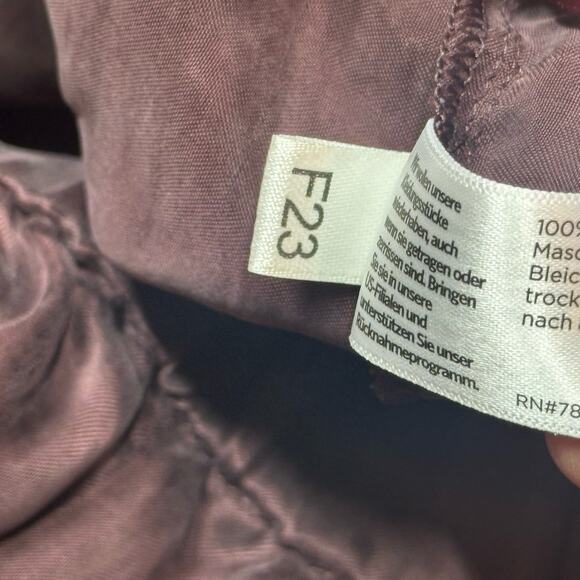 F23
Wir wollen unsere
Kleidungsstücke
wiederhaben, auch
wenn sie getragen oder
zerrissen sind. Bringen
Sie sie in unsere
US-Filialen und
unterstützen Sie unser
Rücknahmeprogramm.
100%
Masc
Bleic
trock
nach
RN#78